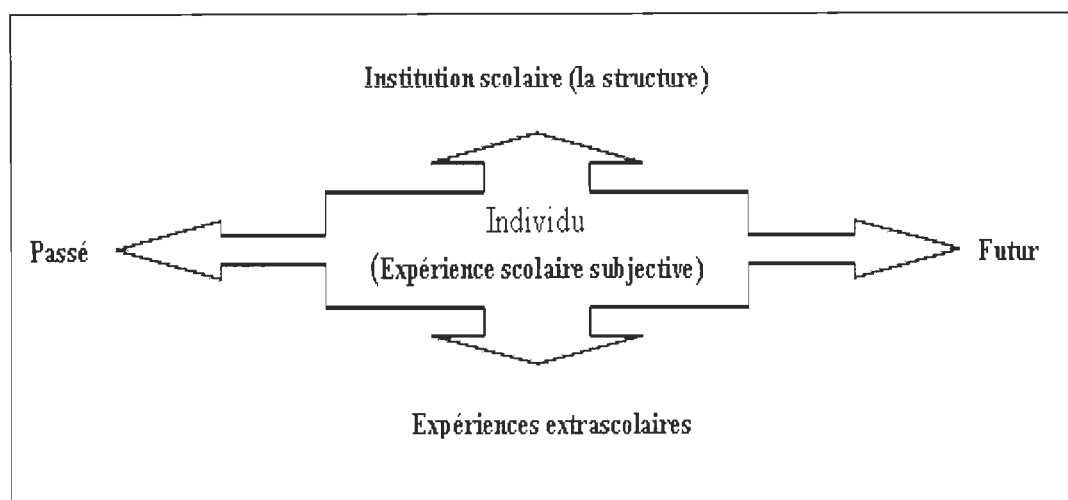 Institution scolaire (la structure)
Individu
Passé
(Expérience scolaire subjective)
Futur
Expériences extrascolaires